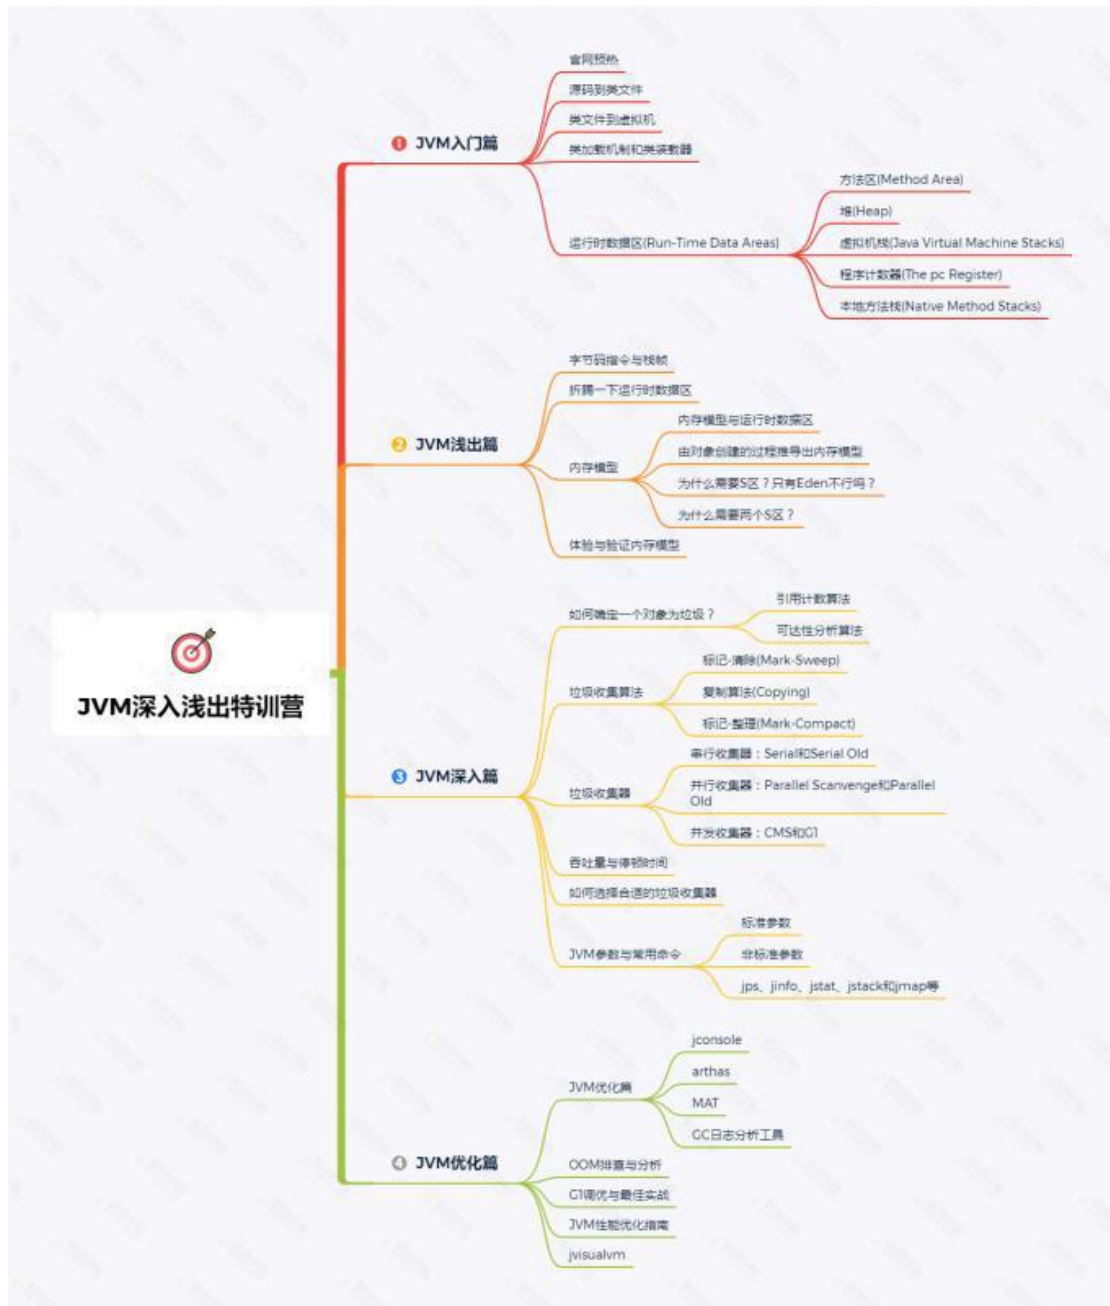 JVM深入浅出特训营
1 JVM入门篇
官网预热
源码到类文件
类文件到虚拟机
类加载机制和类装载器
运行时数据区(Run-Time Data Areas)
方法区(Method Area)
堆(Heap)
虚拟机栈(Java Virtual Machine Stacks)
程序计数器(The pc Register)
本地方法栈(Native Method Stacks)
2 JVM浅出篇
字节码指令与栈帧
折腾一下运行时数据区
内存模型
内存模型与运行时数据区
由对象创建的过程推导出内存模型
为什么需要S区？只有Eden不行吗？
为什么需要两个S区？
体验与验证内存模型
3 JVM深入篇
如何确定一个对象为垃圾？
引用计数算法
可达性分析算法
垃圾收集算法
标记-清除(Mark-Sweep)
复制算法(Copying)
标记-整理(Mark-Compact)
垃圾收集器
串行收集器：Serial和Serial Old
并行收集器：Parallel Scanvenge和Parallel
Old
并发收集器：CMS和G1
吞吐量与停顿时间
如何选择合适的垃圾收集器
JVM参数与常用命令
标准参数
非标准参数
jps、jinfo、jstat、jstack和jmap等
4 JVM优化篇
JVM优化篇
jconsole
arthas
MAT
GC日志分析工具
OOM排查与分析
G1调优与最佳实战
JVM性能优化指南
jvisualvm